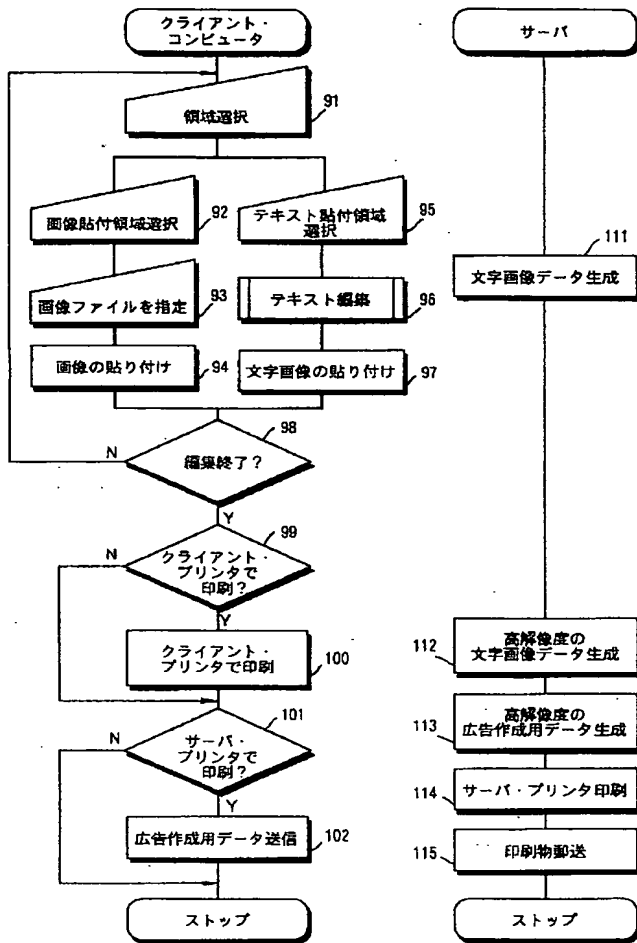 クライアント・
コンピュータ
領域選択
91
画像貼付領域選択
92
画像ファイルを指定
93
画像の貼り付け
94
テキスト貼付領域
選択
95
テキスト編集
96
文字画像の貼り付け
97
編集終了?
98
N
Y
クライアント・
プリンタで
印刷?
99
N
Y
クライアント・
プリンタで印刷
100
サーバ・
プリンタで
印刷?
101
N
Y
広告作成用データ送信
102
ストップ
サーバ
文字画像データ生成
111
高解像度の
文字画像データ生成
112
高解像度の
広告作成用データ生成
113
サーバ・プリンタ印刷
114
印刷物郵送
115
ストップ